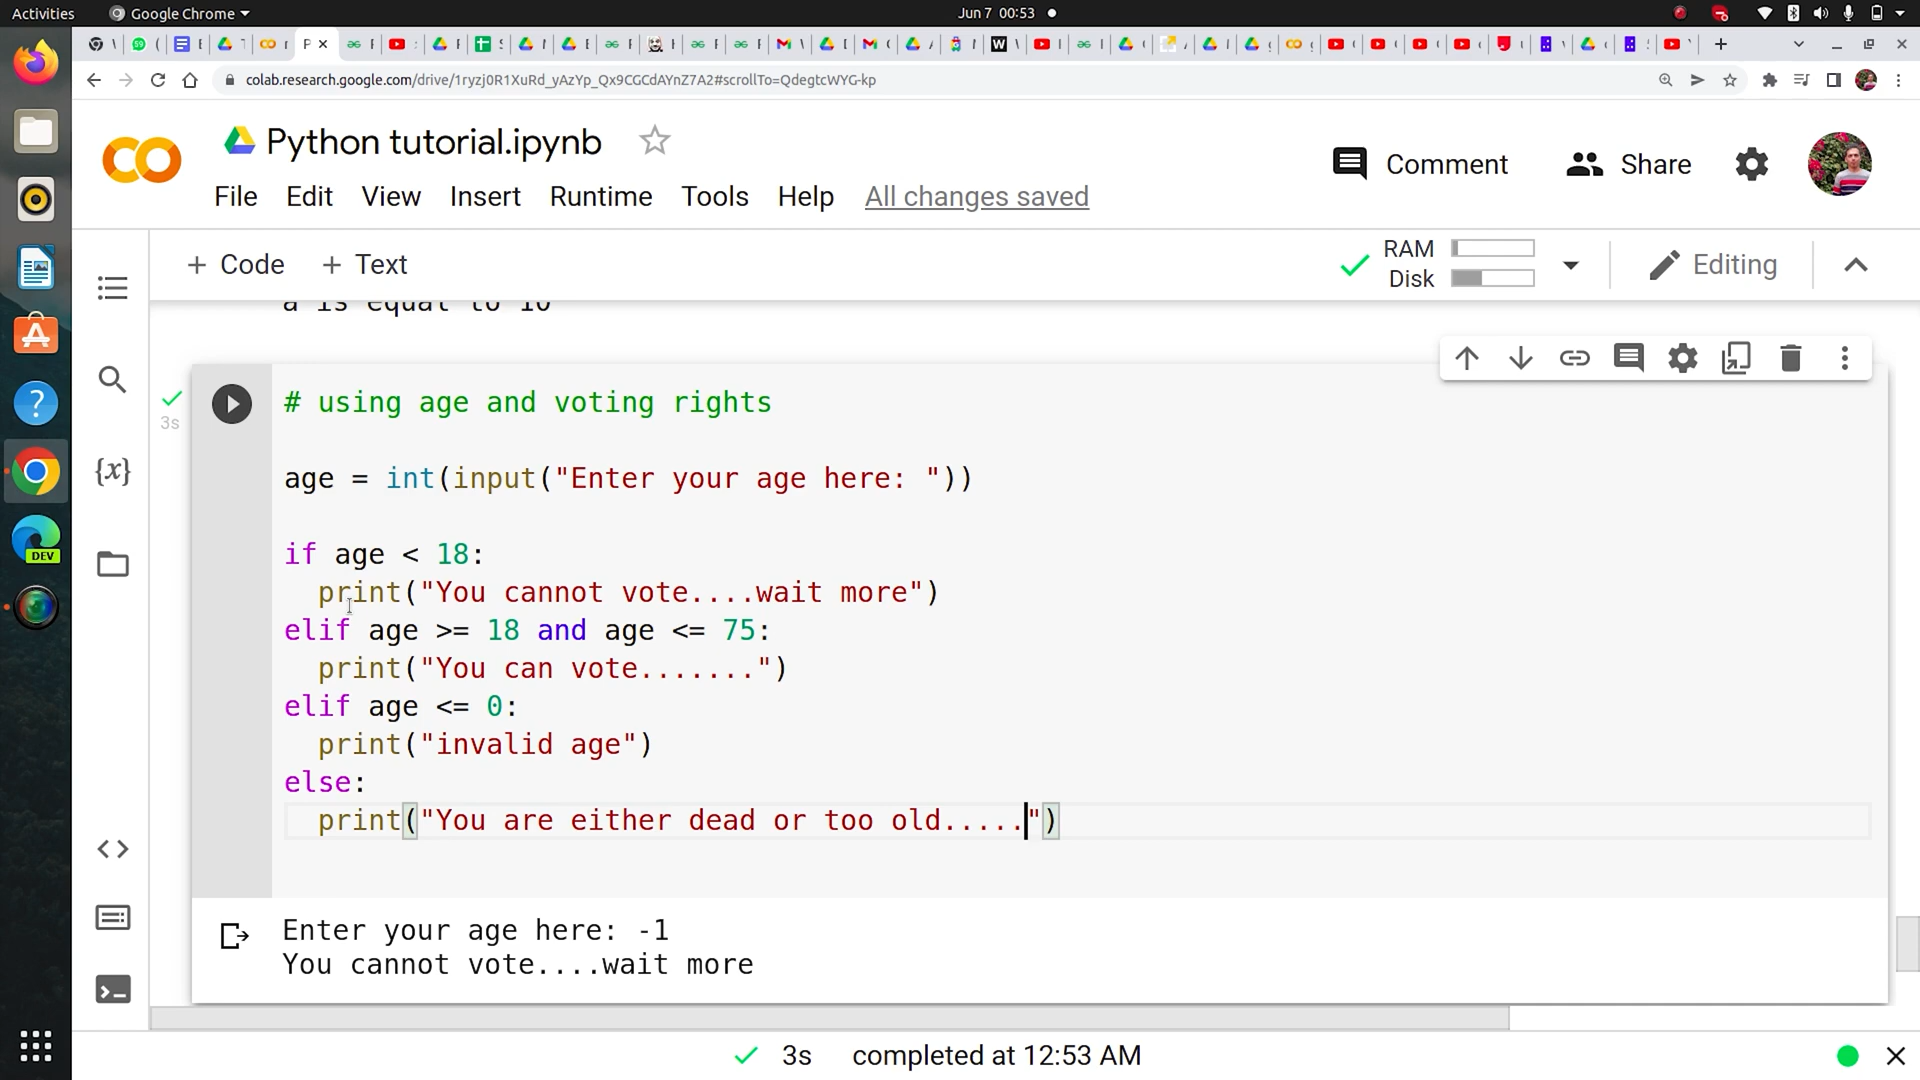 Activities
Google Chrome
Jun 7 00:53
colab.research.google.com/drive/1ryzj0R1XuRd_yAzYp_Qx9CGCdAYnZ7A2#scrollTo=QdegtcWYG-kp
Python tutorial.ipynb
Comment
Share
File Edit View Insert Runtime Tools Help All changes saved
+ Code + Text
RAM
Disk
Editing
a is equal to 10
3s
# using age and voting rights
age = int(input("Enter your age here: "))
if age < 18:
print("You cannot vote....wait more")
elif age >= 18 and age <= 75:
print("You can vote.......")
elif age <= 0:
print("invalid age")
else:
print("You are either dead or too old.....")
Enter your age here: -1
You cannot vote....wait more
DEV
{x}
3s completed at 12:53 AM